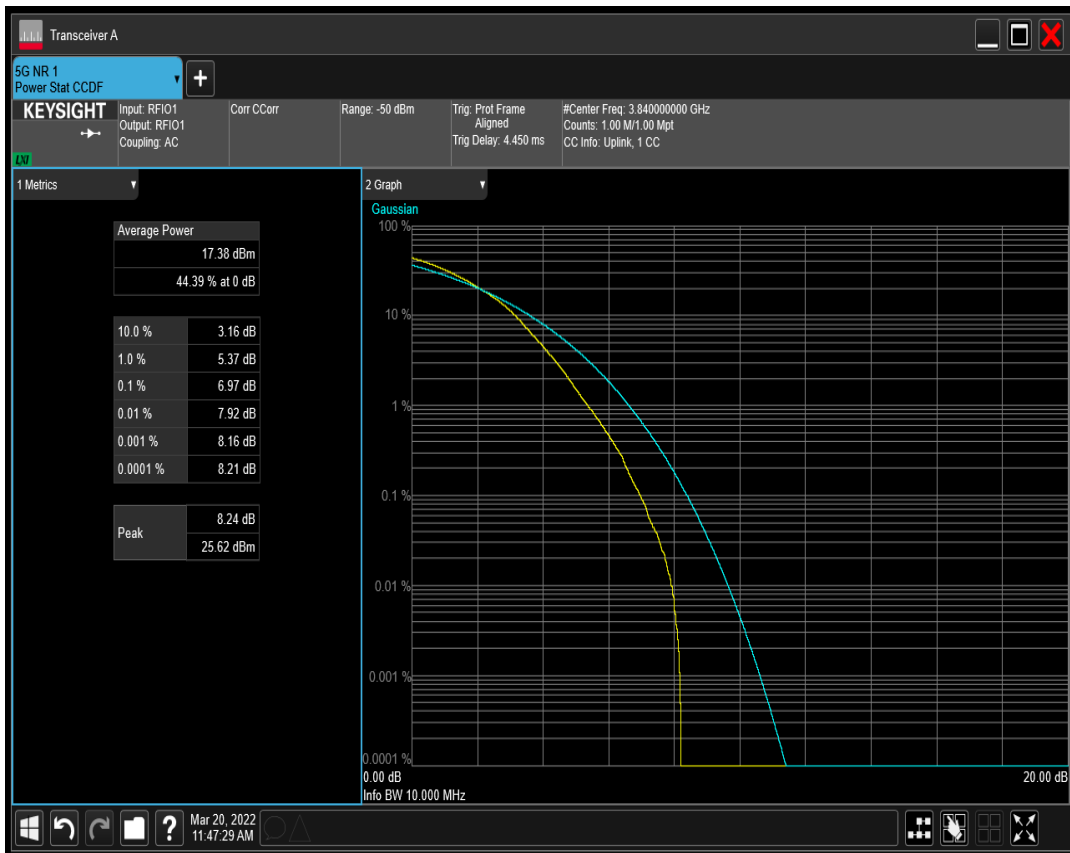 Transceiver A
5G NR 1
Power Stat CCDF
+
KEYSIGHT
LXI
Input: RFIO1
Output: RFIO1
Coupling: AC
Corr CCorr
Range: -50 dBm
Trig: Prot Frame
Aligned
Trig Delay: 4.450 ms
#Center Freq: 3.840000000 GHz
Counts: 1.00 M/1.00 Mpt
CC Info: Uplink, 1 CC
1 Metrics
Average Power
17.38 dBm
44.39 % at 0 dB
10.0 % 3.16 dB
1.0 % 5.37 dB
0.1 % 6.97 dB
0.01 % 7.92 dB
0.001 % 8.16 dB
0.0001 % 8.21 dB
Peak
8.24 dB
25.62 dBm
2 Graph
Gaussian
100 %
10 %
1 %
0.1 %
0.01 %
0.001 %
0.0001 %
0.00 dB 20.00 dB
Info BW 10.000 MHz
?
Mar 20, 2022
11:47:29 AM